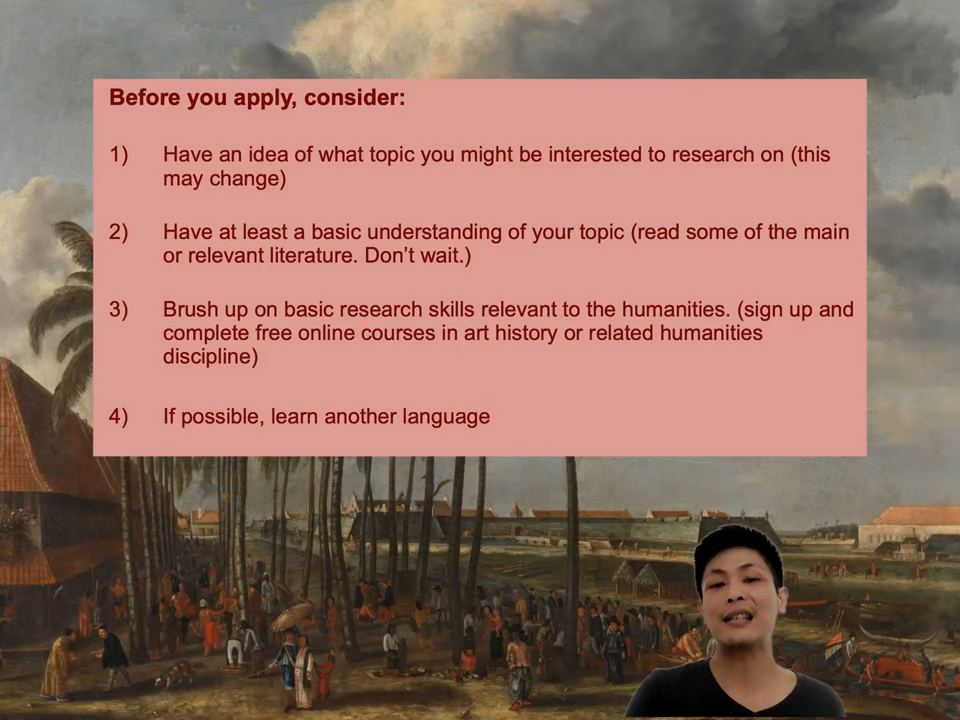 Before you apply, consider:
1) Have an idea of what topic you might be interested to research on (this
may change)
2) Have at least a basic understanding of your topic (read some of the main
or relevant literature. Don’t wait.)
3) Brush up on basic research skills relevant to the humanities. (sign up and
complete free online courses in art history or related humanities
discipline)
4) If possible, learn another language